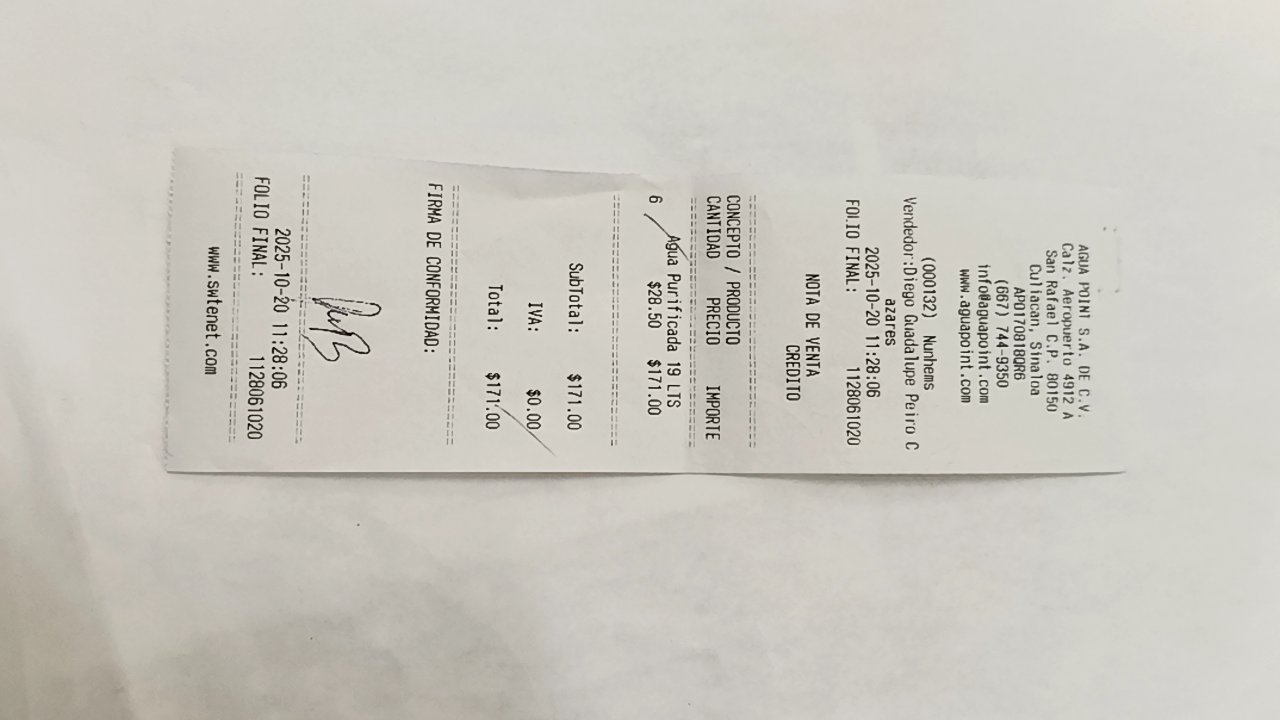 AGUA POINT S.A. DE C.V.
Calz. Aeropuerto 4912 A
San Rafael C.P. 80150
Culiacan, Sinaloa
APO170818QR6
(667) 744-9350
info@aguapoint.com
www.aguapoint.com
(000132) Nunhems
Vendedor:Diego Guadalupe Peiro C
azares
2025-10-20 11:28:06
FOLIO FINAL: 1128061020
NOTA DE VENTA
CREDITO
CONCEPTO / PRODUCTO
CANTIDAD PRECIO IMPORTE
Agua Purificada 19 LTS
6 $28.50 $171.00
SubTotal: $171.00
IVA: $0.00
Total: $171.00
FIRMA DE CONFORMIDAD:
2025-10-20 11:28:06
FOLIO FINAL: 1128061020
www.swtenet.com